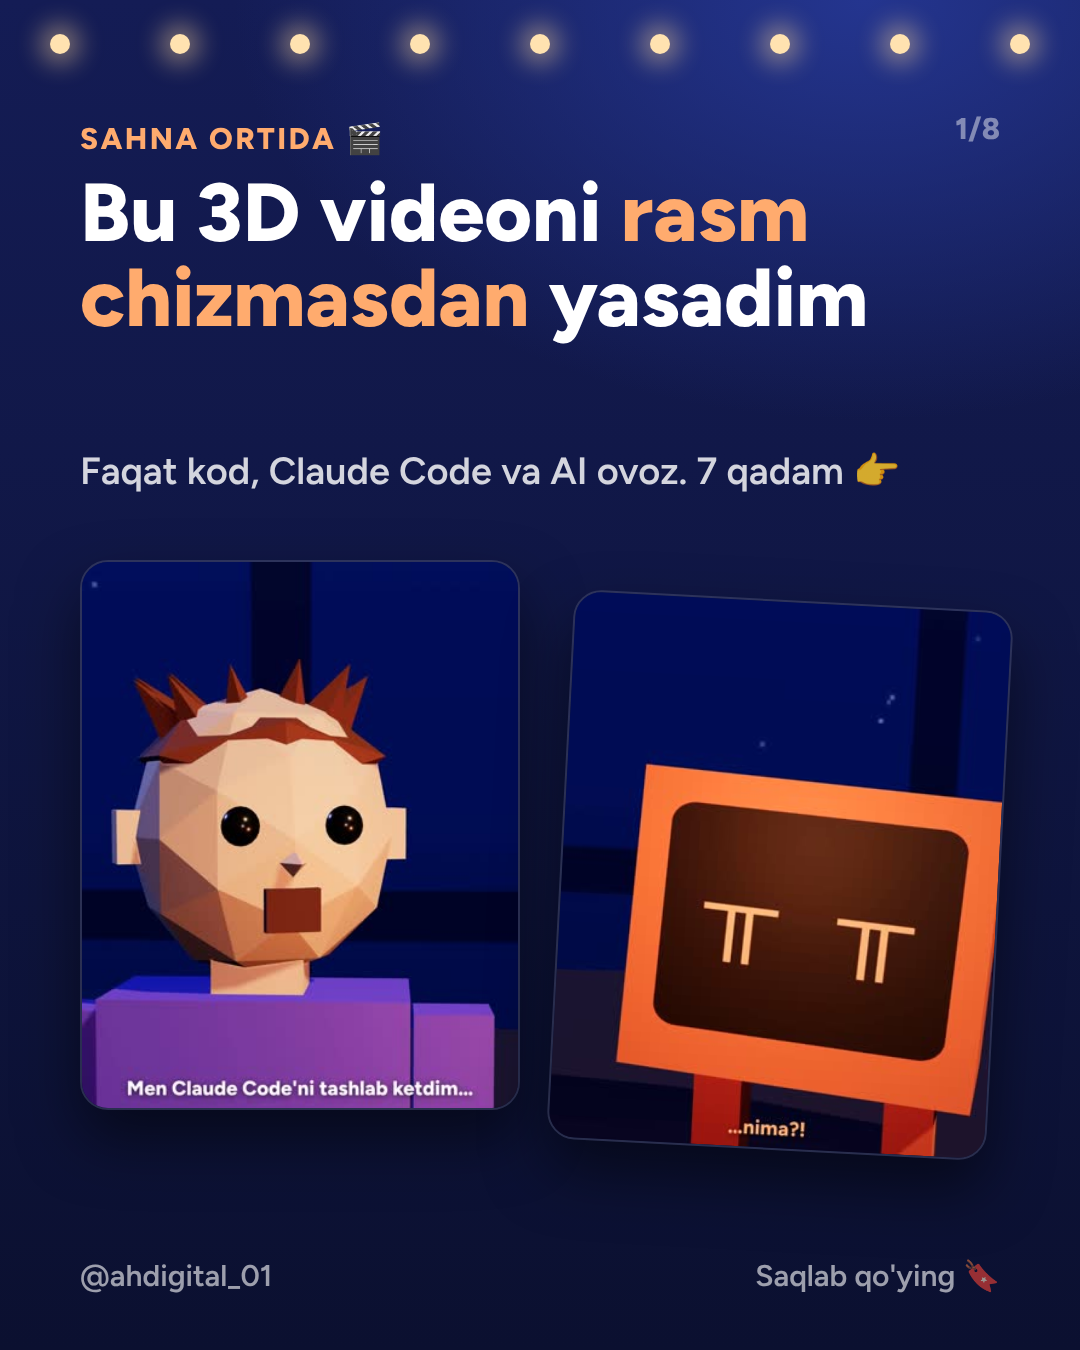 SAHNA ORTIDA 🎬
1/8
Bu 3D videoni rasm
chizmasdan yasadim
Faqat kod, Claude Code va AI ovoz. 7 qadam 👉
Men Claude Code'ni tashlab ketdim...
...nima?!
@ahdigital_01
Saqlab qo'ying 🔖